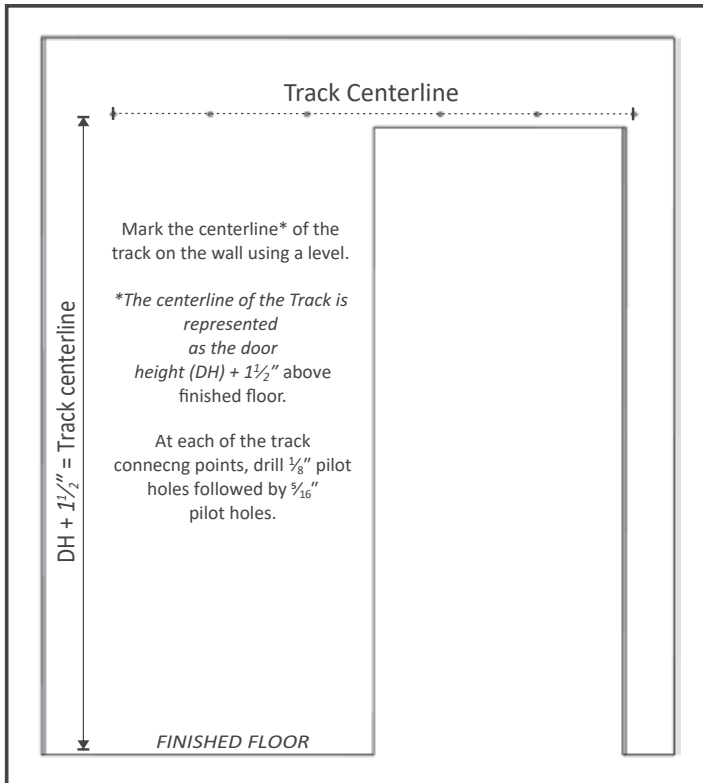 Track Centerline
Mark the centerline* of the
track on the wall using a level.
*The centerline of the Track is
represented
as the door
height (DH) + 1½″ above
finished floor.
At each of the track
connecng points, drill ⅛″ pilot
holes followed by 5⁄16″
pilot holes.
DH + 1½″ = Track centerline
FINISHED FLOOR